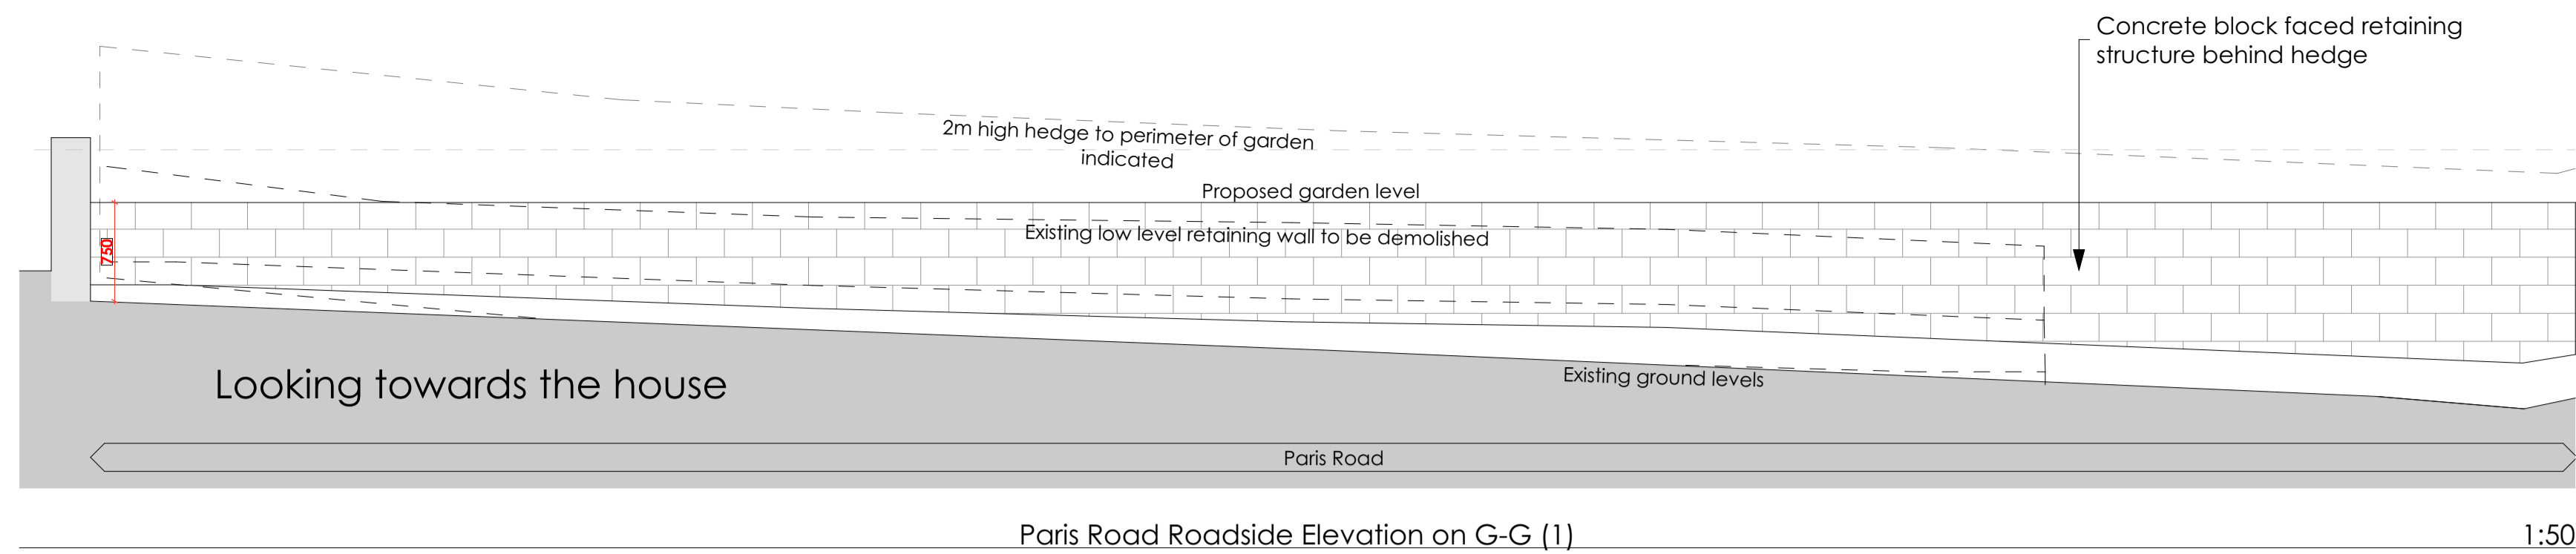 Concrete block faced retaining
structure behind hedge
2m high hedge to perimeter of garden
indicated
Proposed garden level
Existing low level retaining wall to be demolished
750
Existing ground levels
Looking towards the house
Paris Road
Paris Road Roadside Elevation on G-G (1)
1:50